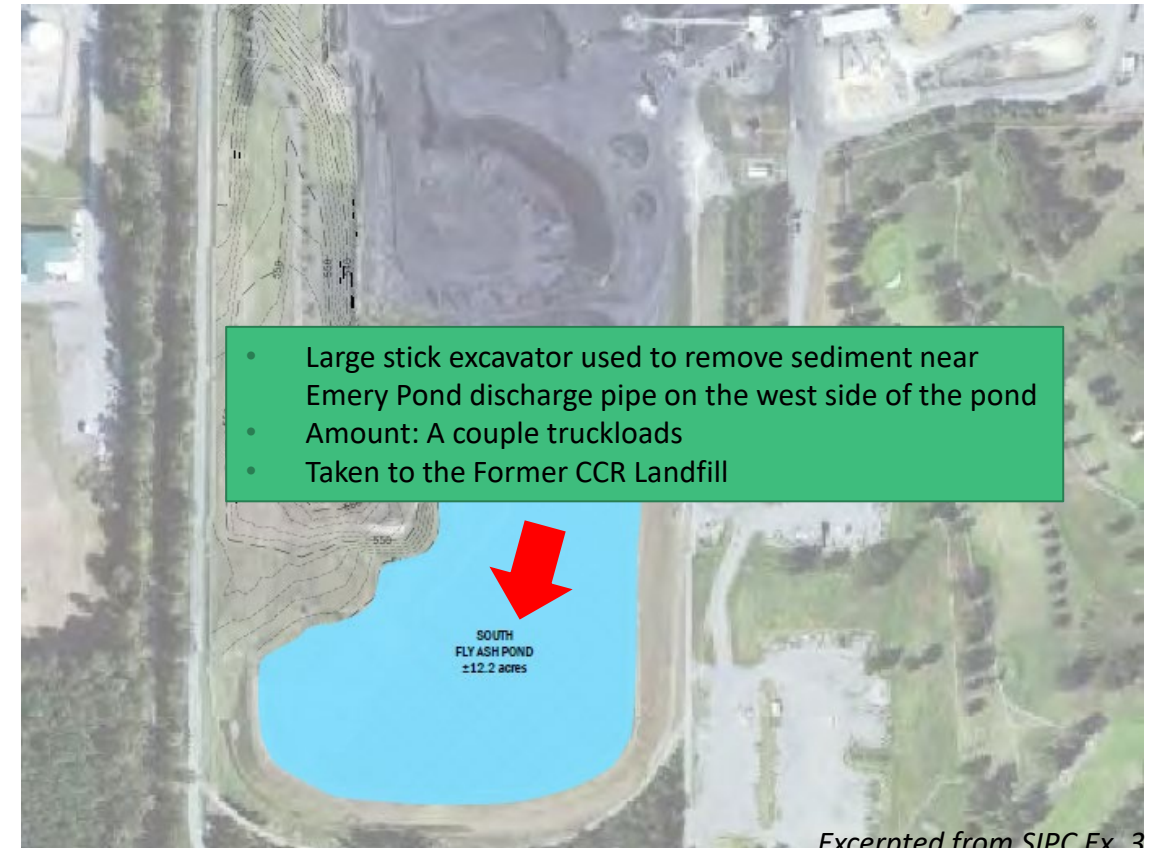 550
• Large stick excavator used to remove sediment near
Emery Pond discharge pipe on the west side of the pond
• Amount: A couple truckloads
• Taken to the Former CCR Landfill
550
SOUTH
FLY ASH POND
±12.2 acres
Excerpted from SIPC Ex. 3